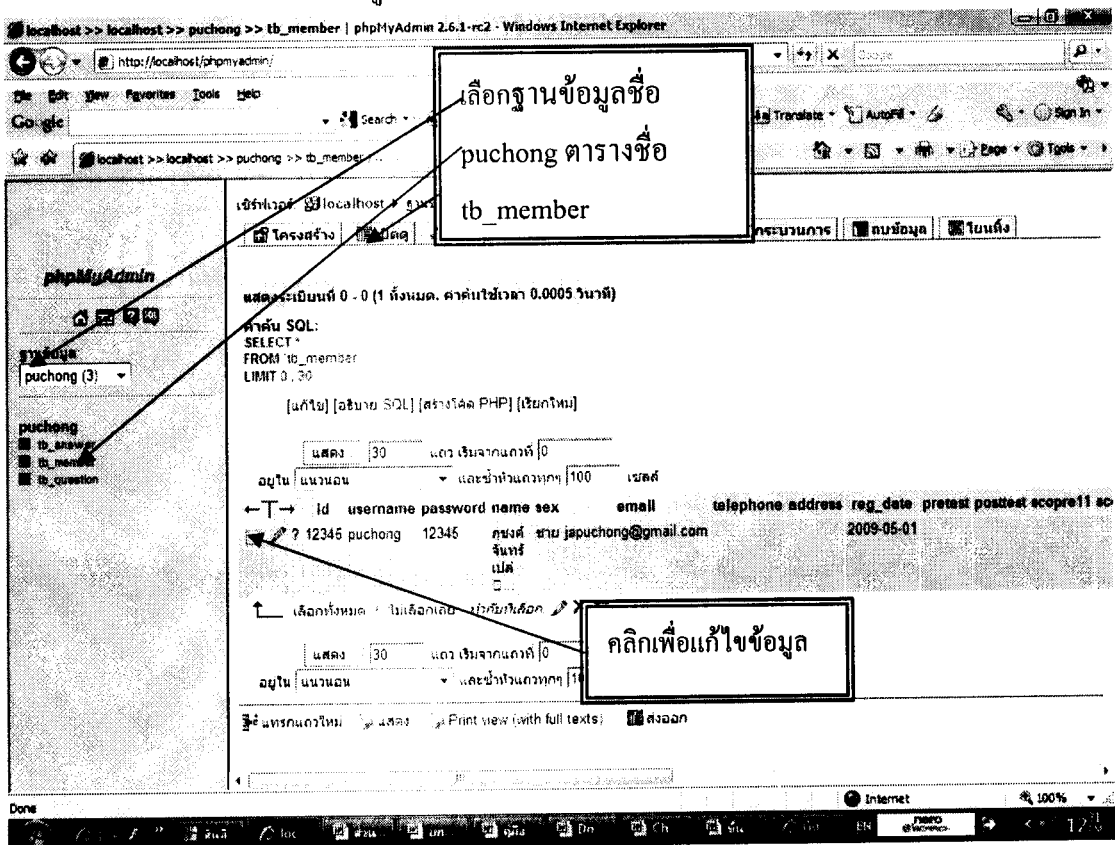 localhost >> localhost >> puchong >> tb_member | phpMyAdmin 2.6.1-rc2 - Windows Internet Explorer
http://localhost/phpmyadmin/
File Edit View Favorites Tools Help
Google
Search
Translate
AutoFill
Sign In
localhost >> localhost >> puchong >> tb_member
Page
Tools
เลือกฐานข้อมูลชื่อ
puchong ตารางชื่อ
tb_member
เซิร์ฟเวอร์ localhost
โครงสร้าง
กระบวนการ
ลบข้อมูล
โยนทิ้ง
phpMyAdmin
ฐานข้อมูล
puchong (3)
puchong
tb_answer
tb_member
tb_question
แสดงระเบียนที่ 0 - 0 (1 ทั้งหมด, คำค้นใช้เวลา 0.0005 วินาที)
คำค้น SQL:
SELECT *
FROM `tb_member
LIMIT 0 , 30
[แก้ไข] [อธิบาย SQL] [สร้างโค้ด PHP] [เรียกใหม่]
แสดง 30 แถว เริ่มจากแถวที่ 0
อยู่ใน แนวนอน และซ้ำหัวแถวทุกๆ 100 เซลล์
←T→ id username password name sex email telephone address reg_date pretest posttest scopre11
? 12345 puchong 12345 ภุชงค์ ชาย japuchong@gmail.com 2009-05-01
จันทร์
เปล่
เลือกทั้งหมด ไม่เลือกเลย ทำกับที่เลือก
คลิกเพื่อแก้ไขข้อมูล
แสดง 30 แถว เริ่มจากแถวที่ 0
อยู่ใน แนวนอน และซ้ำหัวแถวทุกๆ
แทรกแถวใหม่ แสดง Print view (with full texts) ส่งออก
Done
Internet
100%
EN
nero